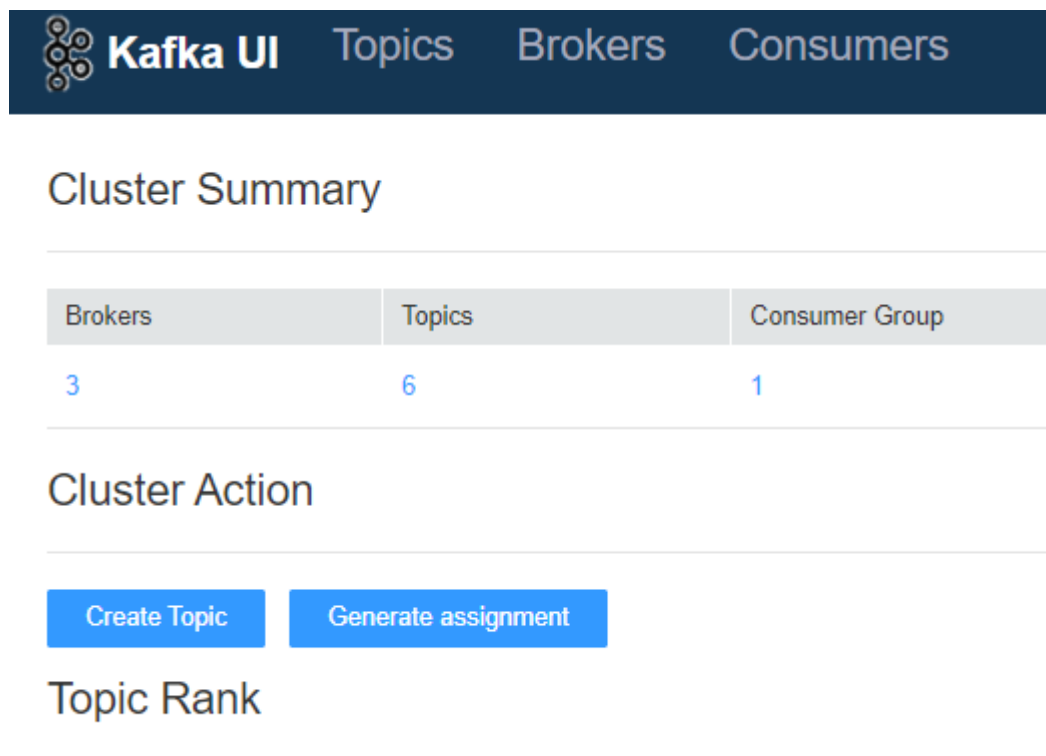 Kafka UI Topics Brokers Consumers
Cluster Summary
Brokers Topics Consumer Group
3 6 1
Cluster Action
Create Topic Generate assignment
Topic Rank